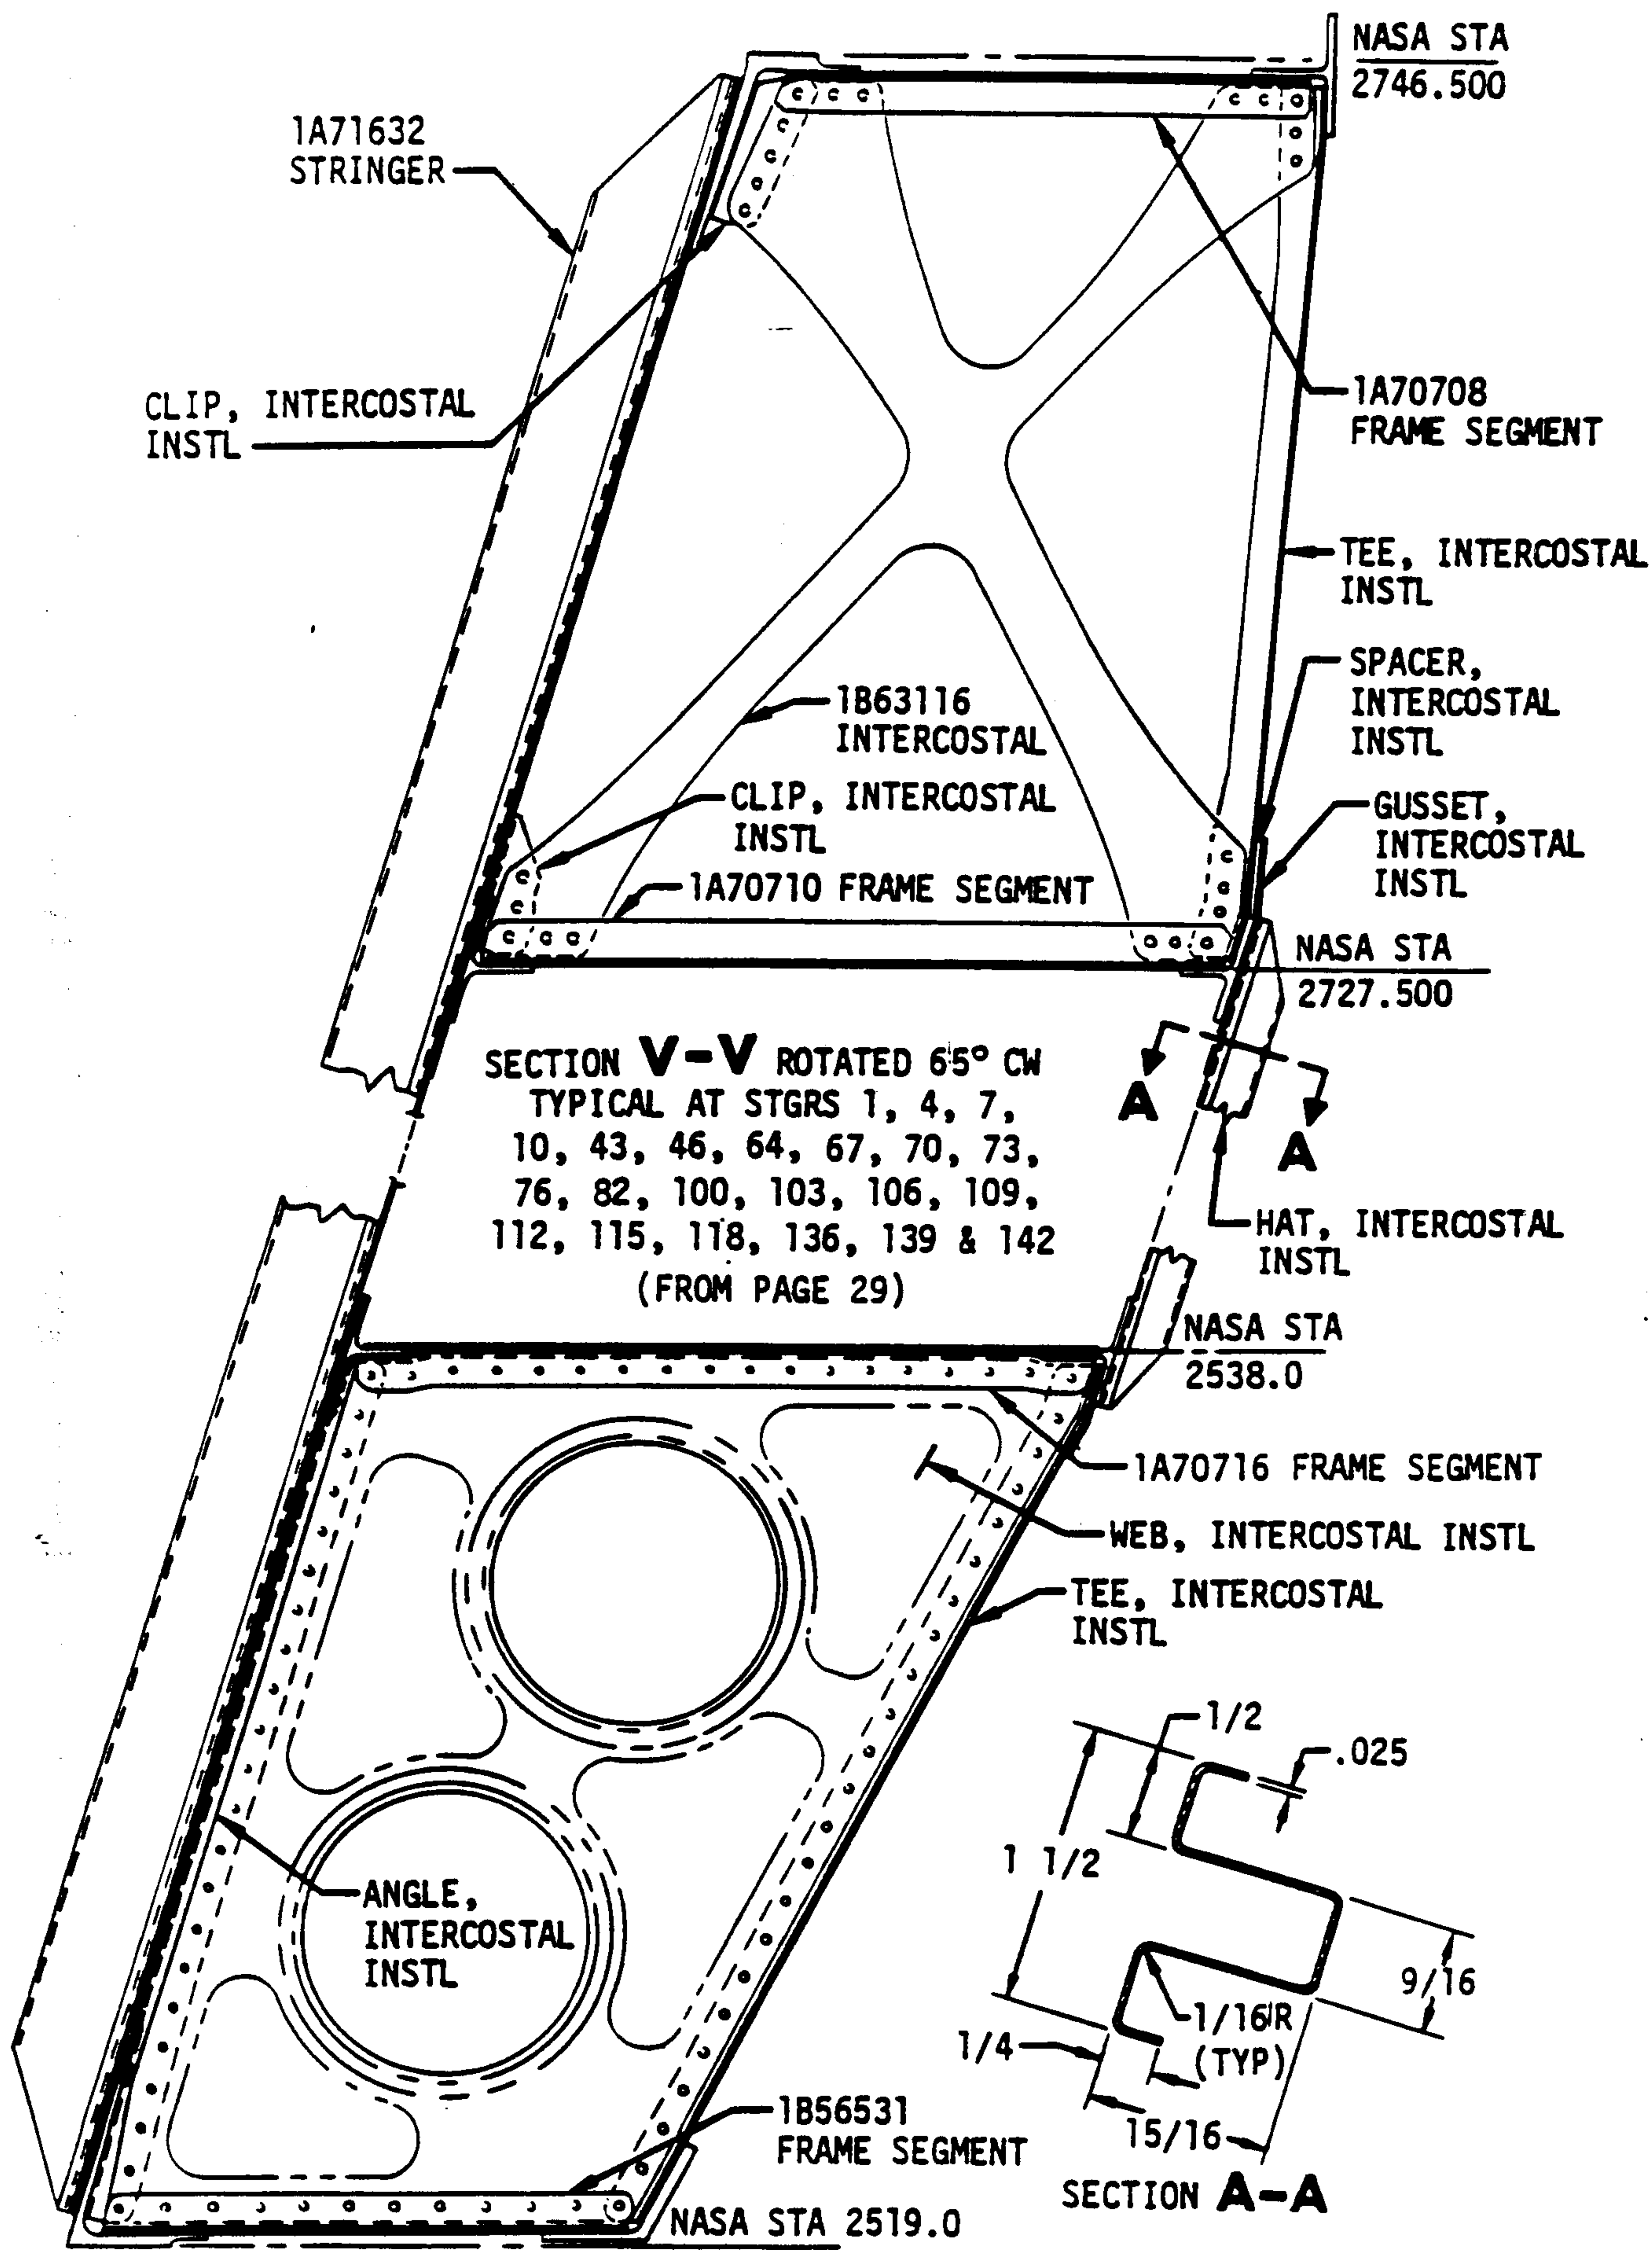 NASA STA
2746.500
1A71632
STRINGER
CLIP, INTERCOSTAL
INSTL
1A70708
FRAME SEGMENT
TEE, INTERCOSTAL
INSTL
SPACER,
INTERCOSTAL
INSTL
1B63116
INTERCOSTAL
CLIP, INTERCOSTAL
INSTL
GUSSET,
INTERCOSTAL
INSTL
1A70710 FRAME SEGMENT
NASA STA
2727.500
SECTION V-V ROTATED 65° CW
TYPICAL AT STGRS 1, 4, 7,
10, 43, 46, 64, 67, 70, 73,
76, 82, 100, 103, 106, 109,
112, 115, 118, 136, 139 & 142
(FROM PAGE 29)
A
A
HAT, INTERCOSTAL
INSTL
NASA STA
2538.0
1A70716 FRAME SEGMENT
WEB, INTERCOSTAL INSTL
TEE, INTERCOSTAL
INSTL
1/2
.025
1 1/2
ANGLE,
INTERCOSTAL
INSTL
9/16
1/16 R
(TYP)
1/4
15/16
1B56531
FRAME SEGMENT
SECTION A-A
NASA STA 2519.0